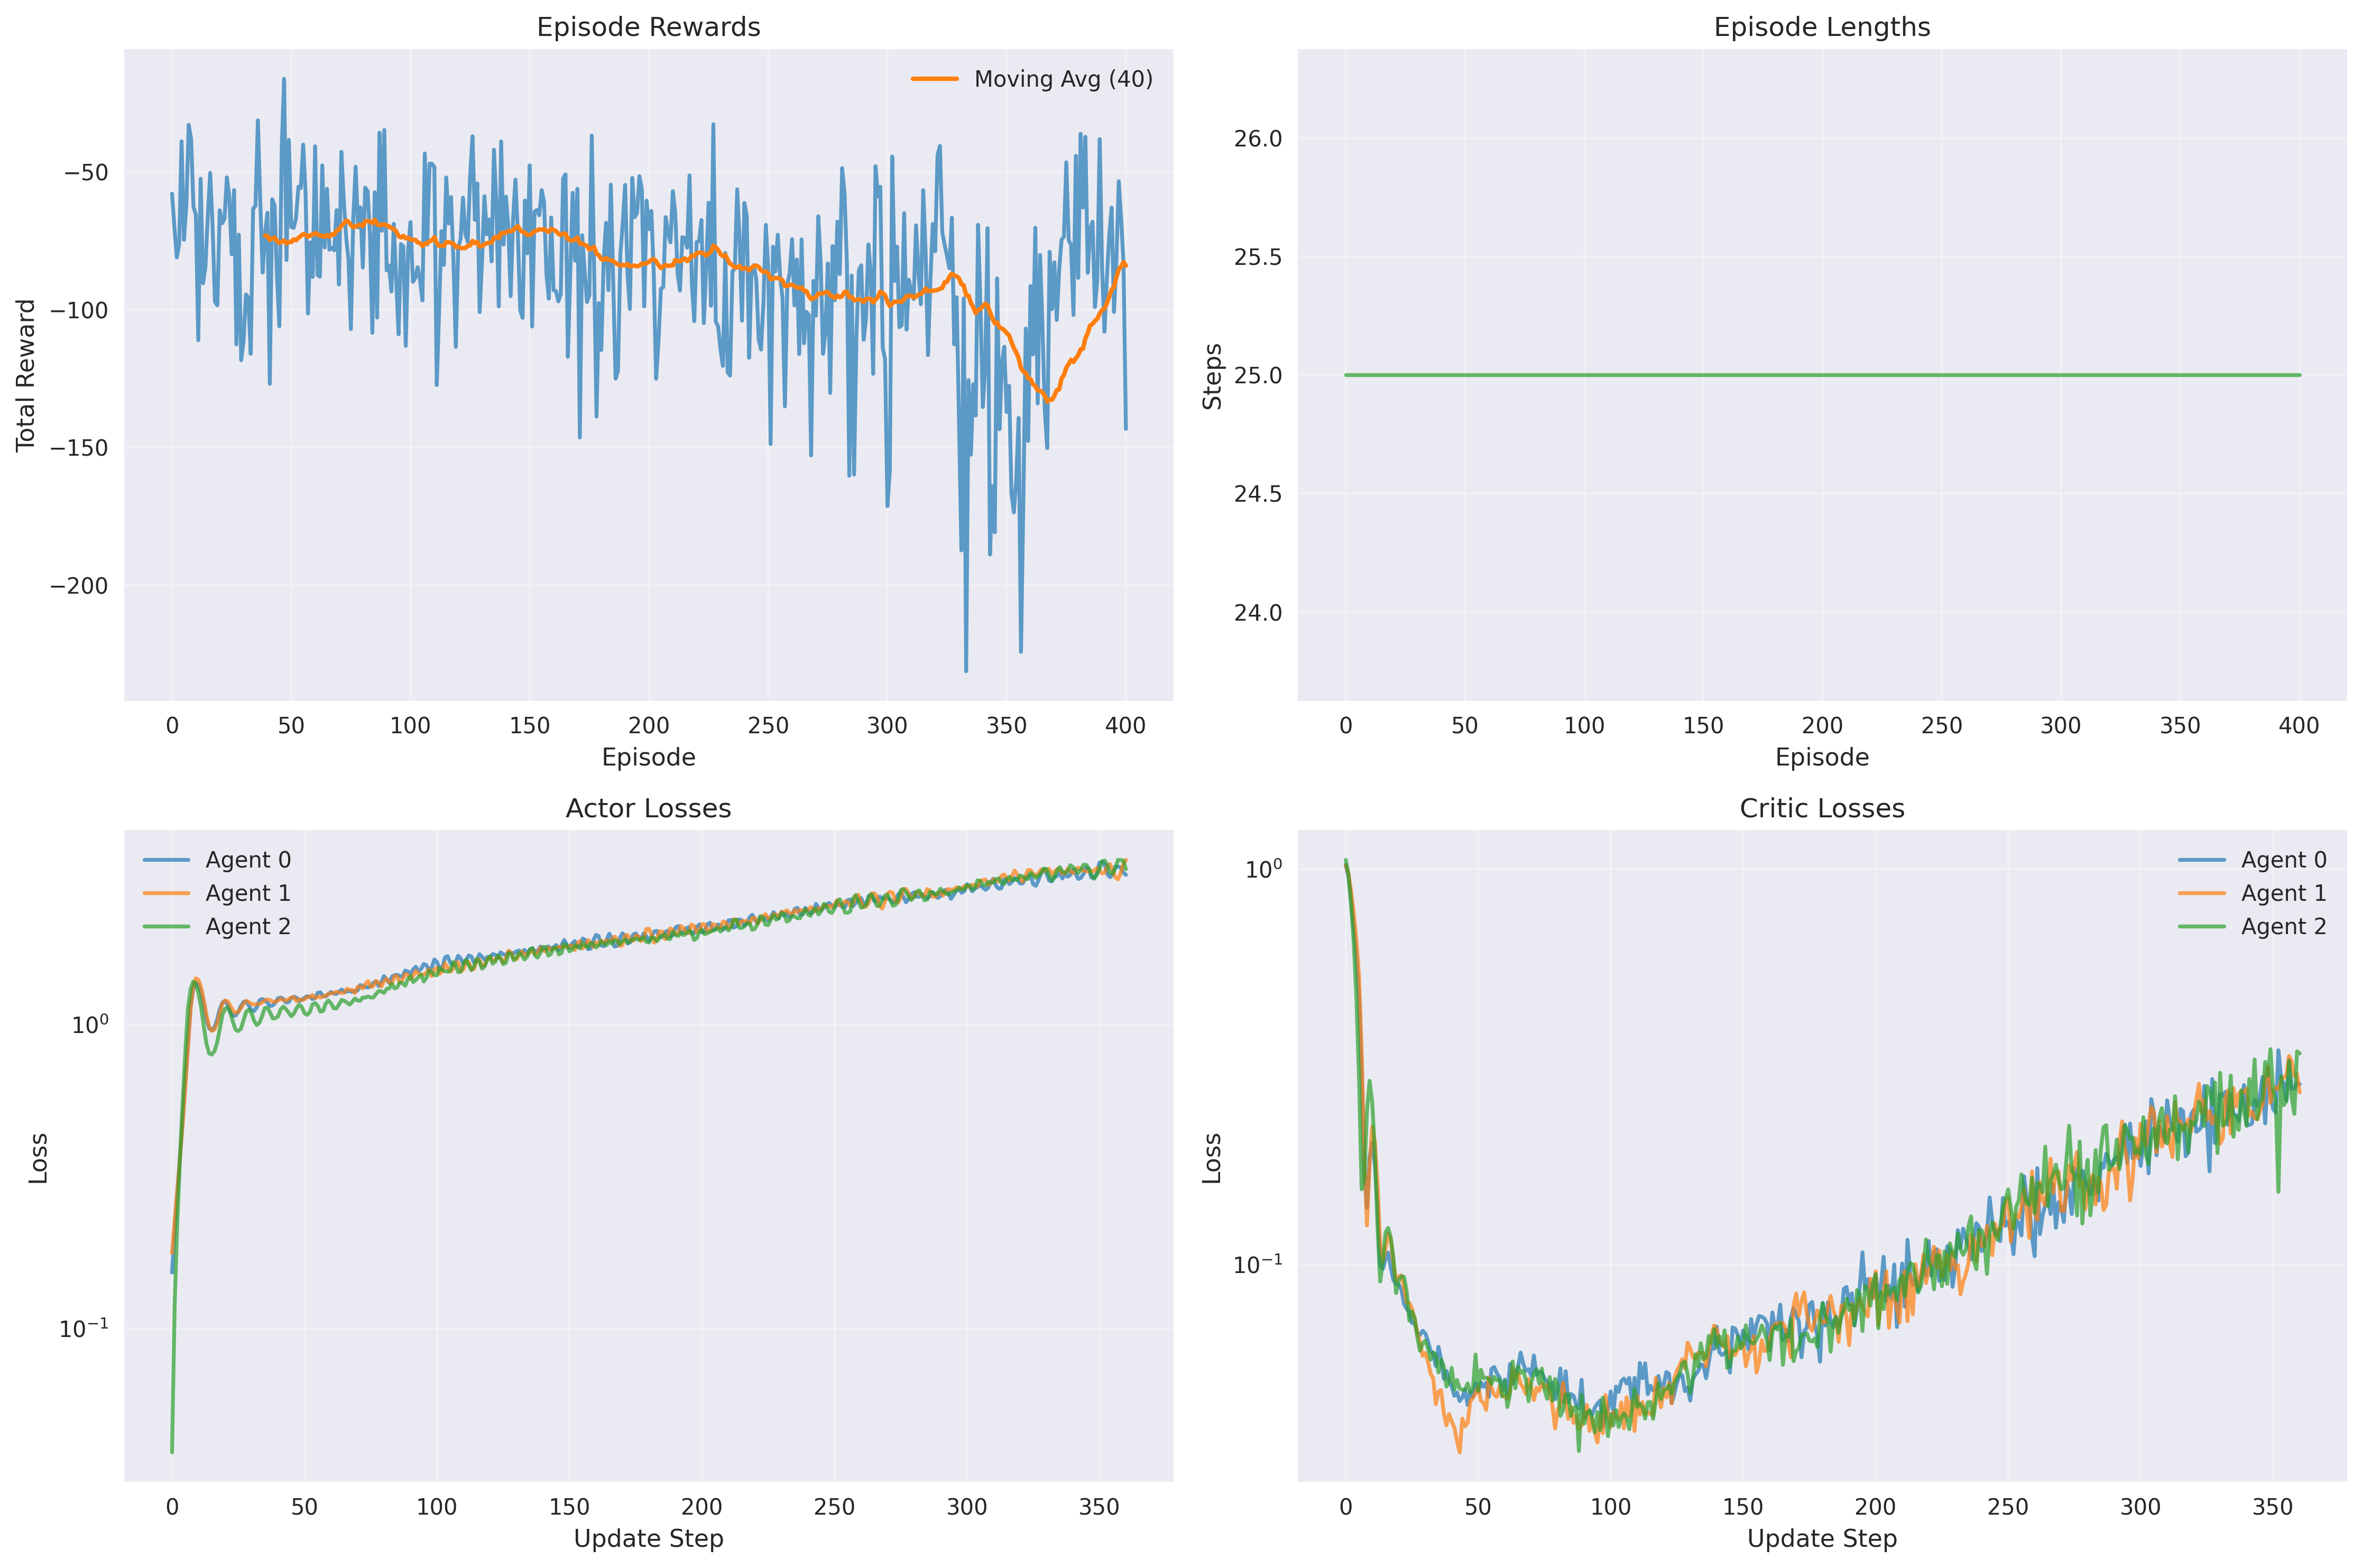 Episode Rewards
Moving Avg (40)
Total Reward
−50
−100
−150
−200
0 50 100 150 200 250 300 350 400
Episode
Episode Lengths
Steps
26.0
25.5
25.0
24.5
24.0
0 50 100 150 200 250 300 350 400
Episode
Actor Losses
Agent 0
Agent 1
Agent 2
Loss
10⁰
10⁻¹
0 50 100 150 200 250 300 350
Update Step
Critic Losses
Agent 0
Agent 1
Agent 2
Loss
10⁰
10⁻¹
0 50 100 150 200 250 300 350
Update Step